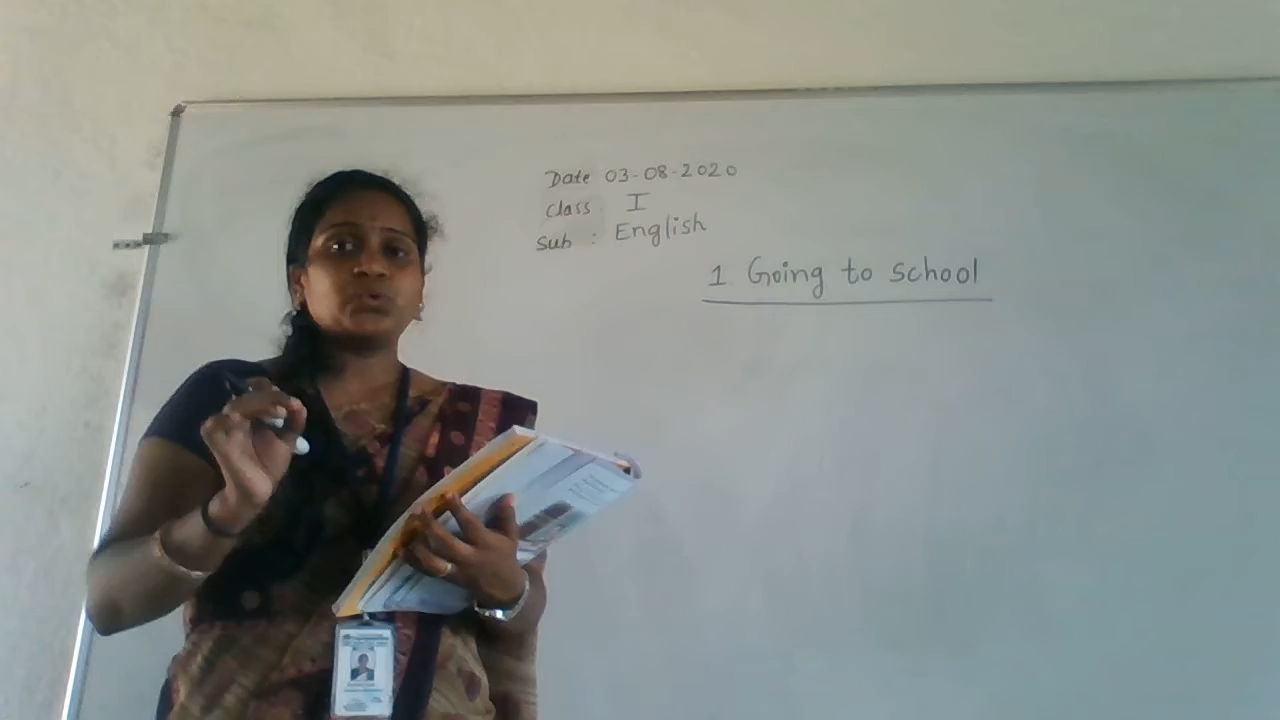 Date 03-08-2020
class I
Sub : English
1 Going to school